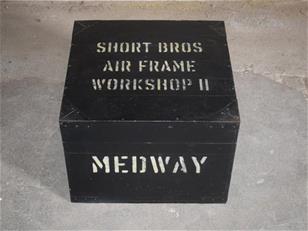 SHORT BROS
AIR FRAME
WORKSHOP II
MEDWAY